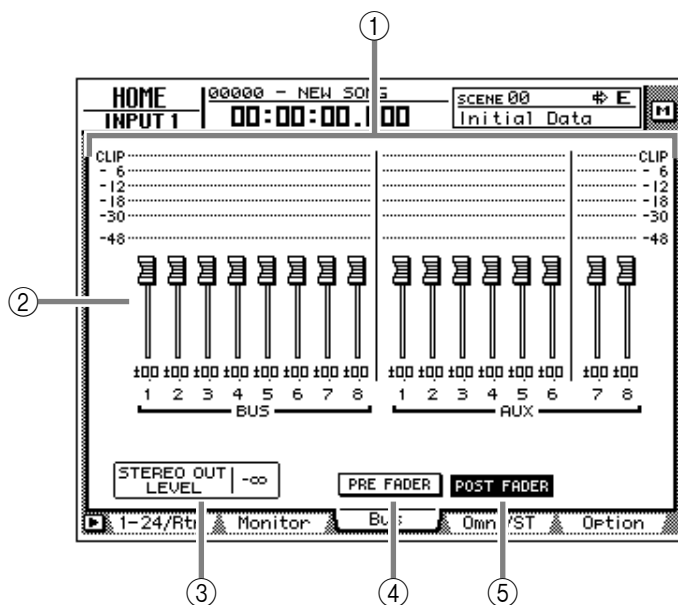 ①
HOME
INPUT 1
00000 - NEW SONG
00:00:00.000
SCENE 00 E
Initial Data
M
CLIP CLIP
- 6 - 6
-12 -12
-18 -18
-30 -30
-48 -48
②
±00 ±00 ±00 ±00 ±00 ±00 ±00 ±00 ±00 ±00 ±00 ±00 ±00 ±00 ±00 ±00
1 2 3 4 5 6 7 8 1 2 3 4 5 6 7 8
BUS AUX
STEREO OUT LEVEL -∞
PRE FADER
POST FADER
1-24/Rtn Monitor Bus Omni/ST Option
③ ④ ⑤